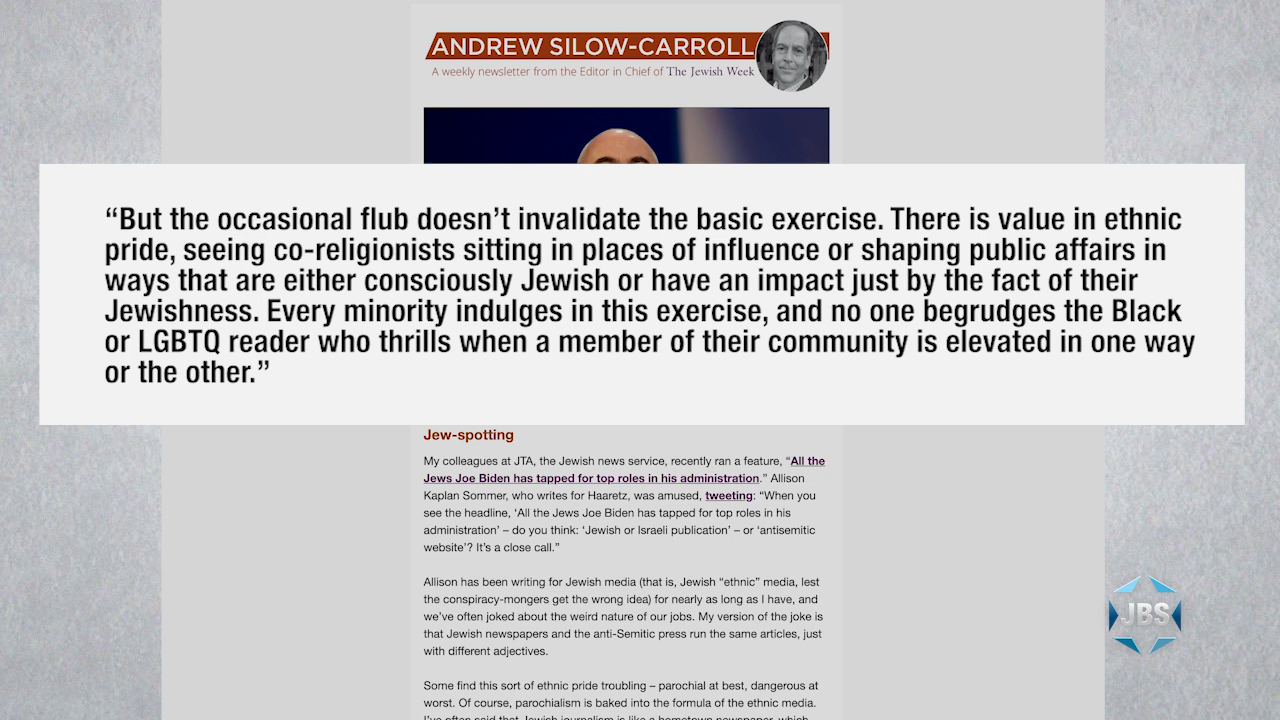 ANDREW SILOW-CARROLL
A weekly newsletter from the Editor in Chief of The Jewish Week
“But the occasional flub doesn’t invalidate the basic exercise. There is value in ethnic
pride, seeing co-religionists sitting in places of influence or shaping public affairs in
ways that are either consciously Jewish or have an impact just by the fact of their
Jewishness. Every minority indulges in this exercise, and no one begrudges the Black
or LGBTQ reader who thrills when a member of their community is elevated in one way
or the other.”
Jew-spotting
My colleagues at JTA, the Jewish news service, recently ran a feature, “All the
Jews Joe Biden has tapped for top roles in his administration.” Allison
Kaplan Sommer, who writes for Haaretz, was amused, tweeting: “When you
see the headline, ‘All the Jews Joe Biden has tapped for top roles in his
administration’ – do you think: ‘Jewish or Israeli publication’ – or ‘antisemitic
website’? It’s a close call.”
Allison has been writing for Jewish media (that is, Jewish “ethnic” media, lest
the conspiracy-mongers get the wrong idea) for nearly as long as I have, and
we’ve often joked about the weird nature of our jobs. My version of the joke is
that Jewish newspapers and the anti-Semitic press run the same articles, just
with different adjectives.
Some find this sort of ethnic pride troubling – parochial at best, dangerous at
worst. Of course, parochialism is baked into the formula of the ethnic media.
I’ve often said that Jewish journalism is like a hometown newspaper, which
JBS